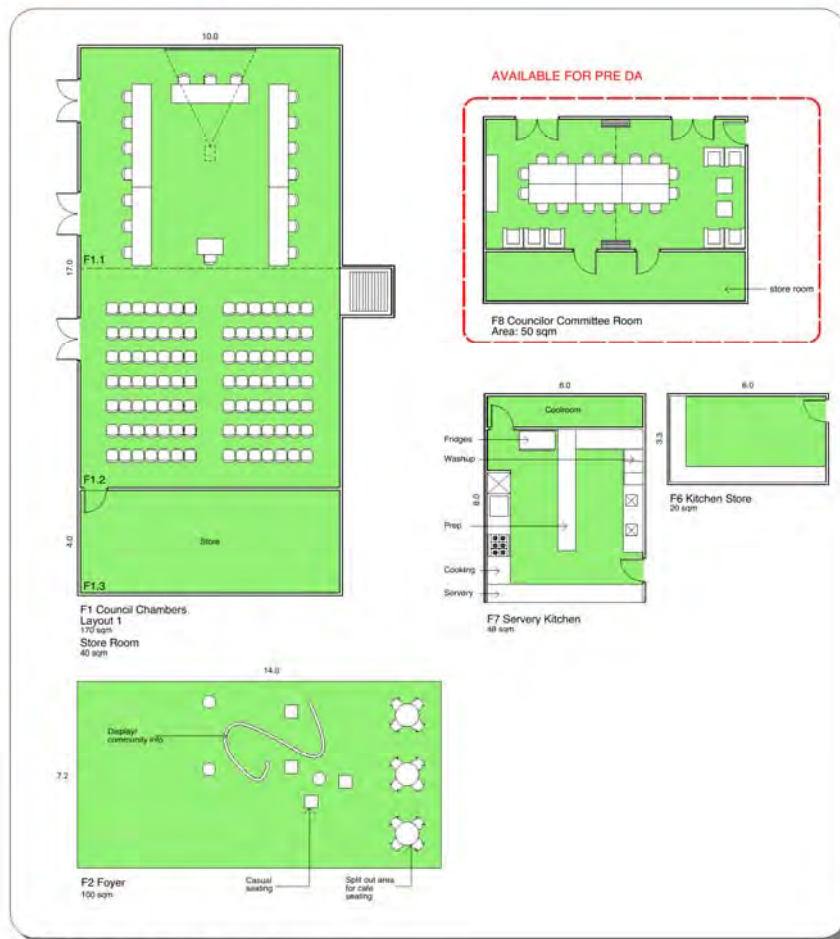 10.0
17.0
F1.1
F1.2
4.0
Store
F1.3
F1 Council Chambers
Layout 1
170 sqm
Store Room
40 sqm
AVAILABLE FOR PRE DA
store room
F8 Councilor Committee Room
Area: 50 sqm
6.0
Coolroom
Fridges
Washup
8.0
Prep
Cooking
Servery
F7 Servery Kitchen
48 sqm
6.0
3.3
F6 Kitchen Store
20 sqm
14.0
7.2
Display/
community info
Casual
seating
Split out area
for cafe
seating
F2 Foyer
100 sqm